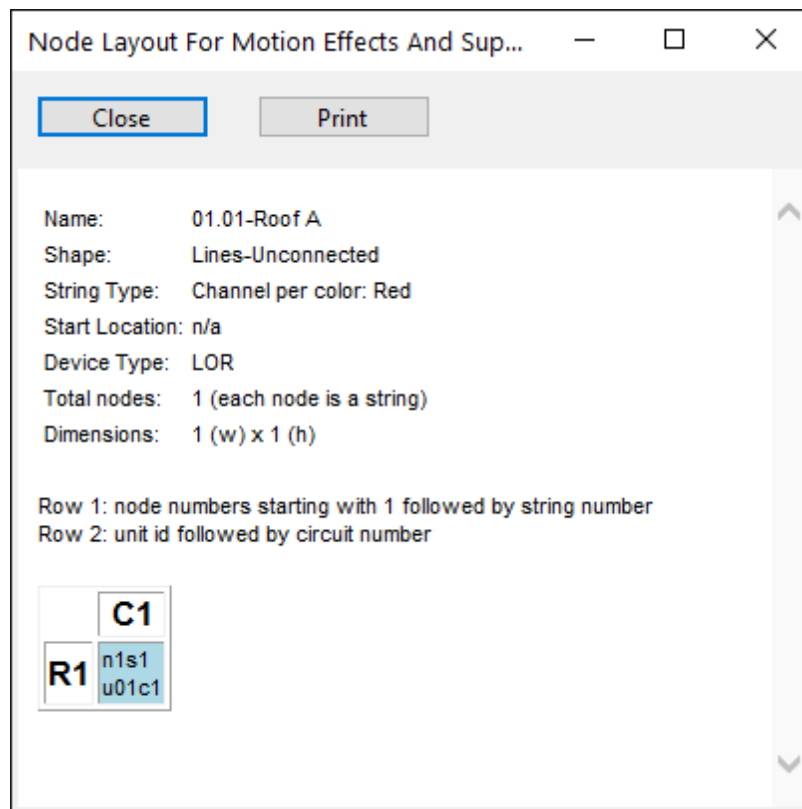 Node Layout For Motion Effects And Sup...
Close Print
Name: 01.01-Roof A
Shape: Lines-Unconnected
String Type: Channel per color: Red
Start Location: n/a
Device Type: LOR
Total nodes: 1 (each node is a string)
Dimensions: 1 (w) x 1 (h)
Row 1: node numbers starting with 1 followed by string number
Row 2: unit id followed by circuit number
C1
R1 n1s1
u01c1